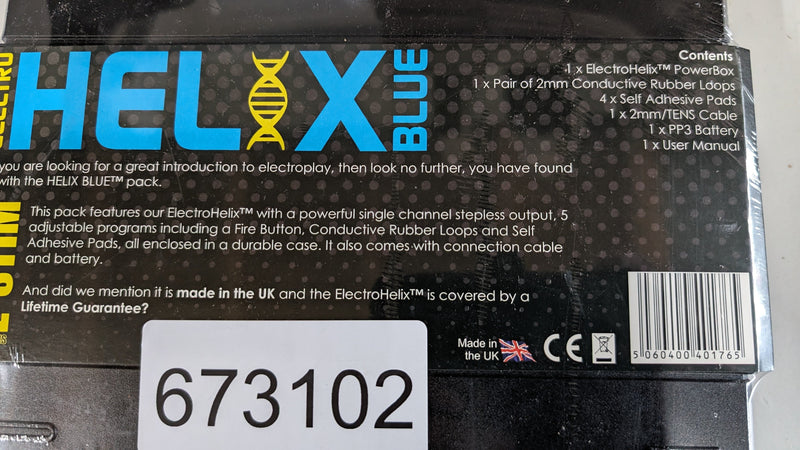 HELIX
BLUE
Contents
1 x ElectroHelix™ PowerBox
1 x Pair of 2mm Conductive Rubber Loops
4 x Self Adhesive Pads
1 x 2mm/TENS Cable
1 x PP3 Battery
1 x User Manual
you are looking for a great introduction to electroplay, then look no further, you have found
with the HELIX BLUE™ pack.
This pack features our ElectroHelix™ with a powerful single channel stepless output, 5
adjustable programs including a Fire Button, Conductive Rubber Loops and Self
Adhesive Pads, all enclosed in a durable case. It also comes with connection cable
and battery.
And did we mention it is made in the UK and the ElectroHelix™ is covered by a
Lifetime Guarantee?
Made in
the UK
CE
5 060400 401765
673102